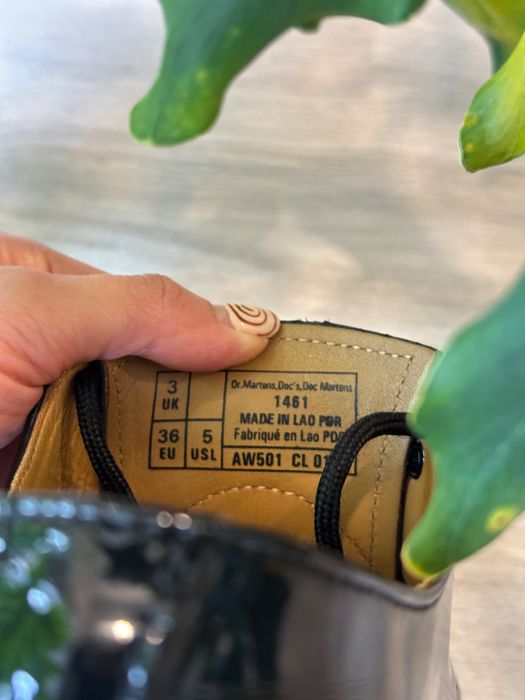 3
UK
36
EU
5
USL
Dr.Martens,Doc's,Doc Martens
1461
MADE IN LAO PDR
Fabriqué en Lao
AW501 CL